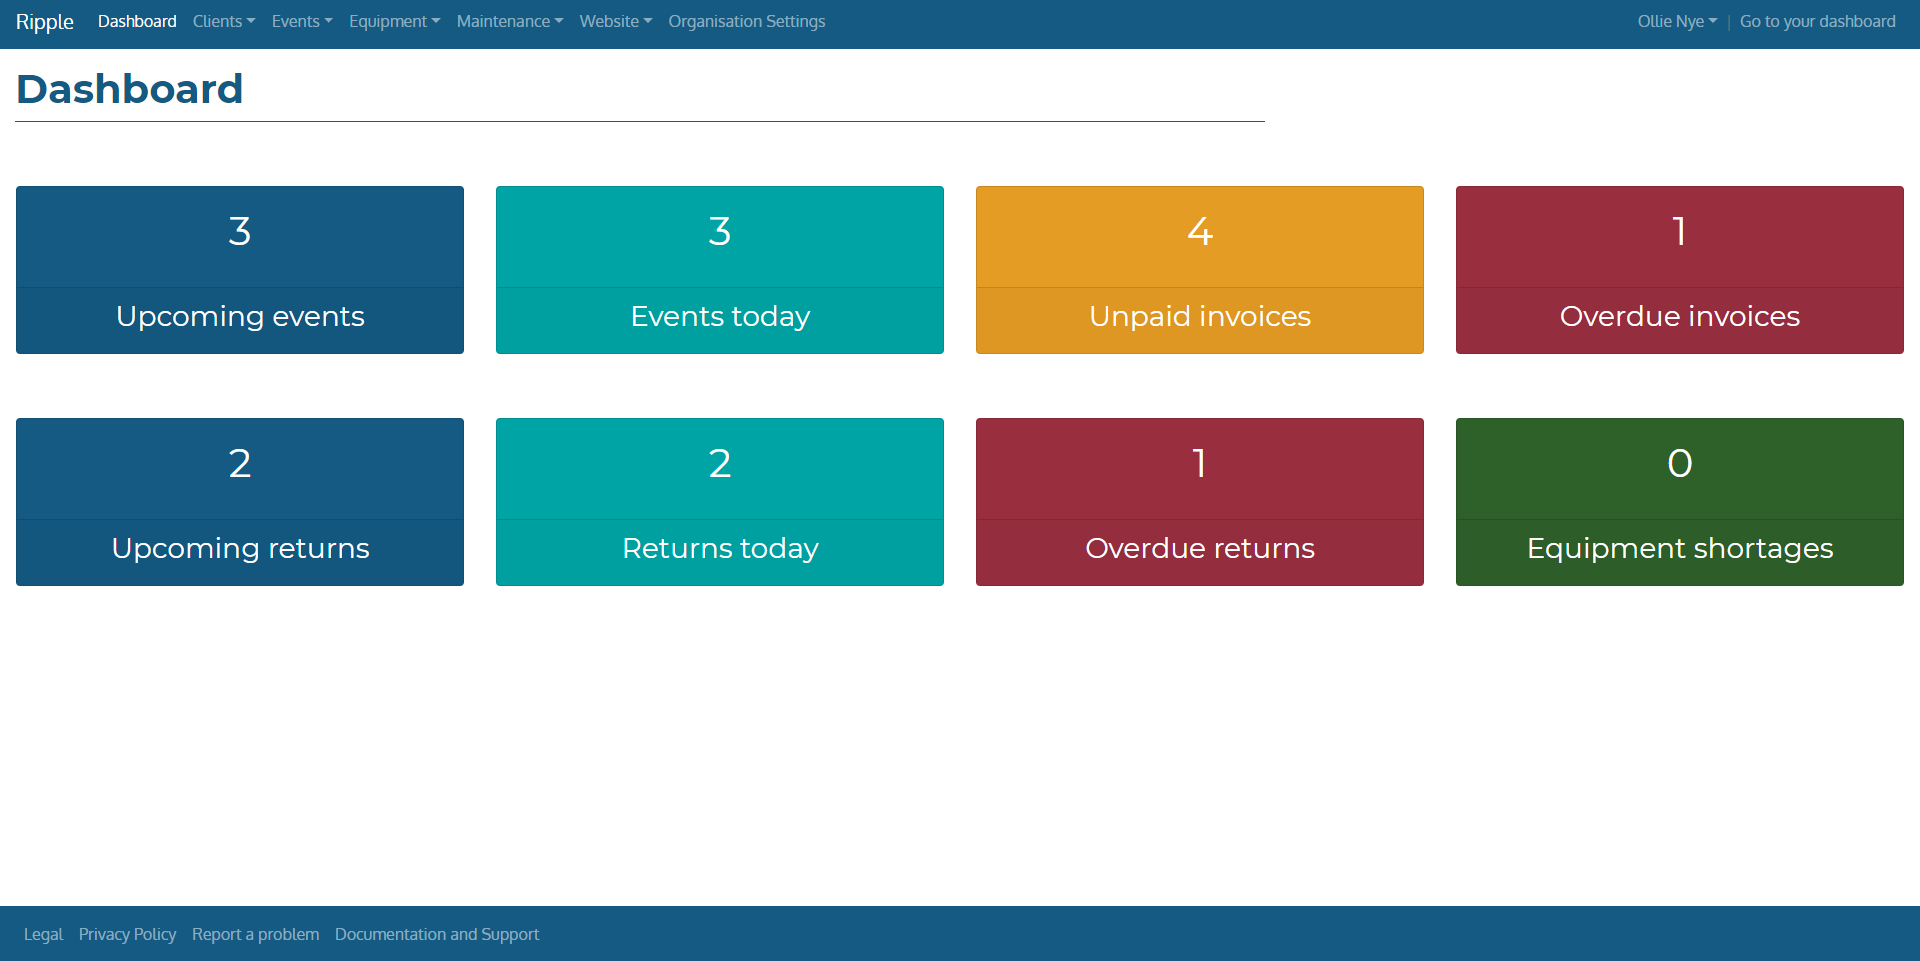 Ripple Dashboard Clients Events Equipment Maintenance Website Organisation Settings Ollie Nye | Go to your dashboard
Dashboard
3
Upcoming events
3
Events today
4
Unpaid invoices
1
Overdue invoices
2
Upcoming returns
2
Returns today
1
Overdue returns
0
Equipment shortages
Legal Privacy Policy Report a problem Documentation and Support